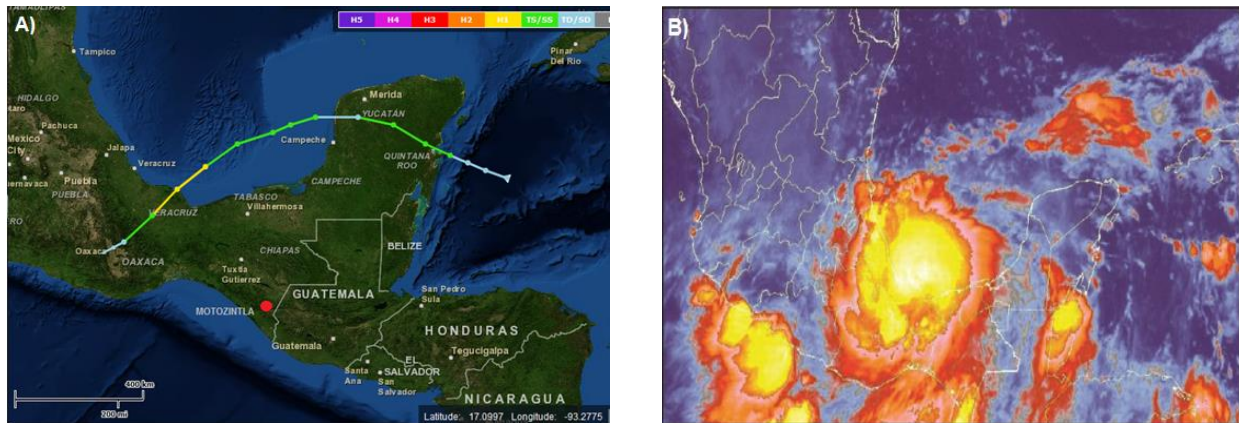 A)
TAMAULIPAS
H5 H4 H3 H2 H1 TS/SS TD/SD
Tampico
Pinar
Del Rio
HIDALGO
Merida
YUCATÁN
Pachuca
Mexico
City
Jalapa
Veracruz
Campeche
QUINTANA
ROO
Puebla
PUEBLA
CAMPECHE
TABASCO
Villahermosa
VERACRUZ
BELIZE
Oaxaca
OAXACA
CHIAPAS
Tuxtla
Gutierrez
GUATEMALA
San Pedro
Sula
MOTOZINTLA
HONDURAS
Guatemala
Tegucigalpa
EL
SALVADOR
Santa
Ana
San
Salvador
NICARAGUA
400 km
200 mi
Latitude: 17.0997 Longitude: -93.2775
B)